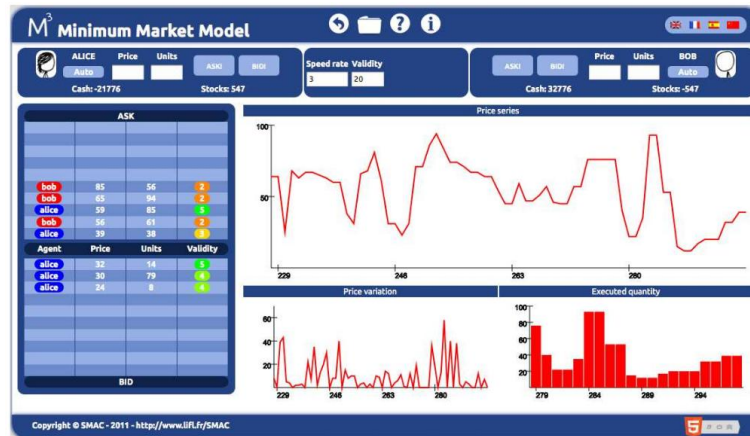 M3 Minimum Market Model
ALICE Price Units
Auto ASK! BID!
Cash: -21776 Stocks: 547
Speed rate Validity
3 20
Price Units BOB
ASK! BID! Auto
Cash: 32776 Stocks: -547
ASK
bob 85 56 2
bob 65 94 2
alice 59 85 5
bob 56 61 2
alice 39 38 3
Agent Price Units Validity
alice 32 14 5
alice 30 79 4
alice 24 8 4
BID
Price series
100
50
229 246 263 280
Price variation
60
40
20
229 246 263 280
Executed quantity
100
80
60
40
20
279 284 289 294
Copyright © SMAC - 2011 - http://www.lifl.fr/SMAC
5